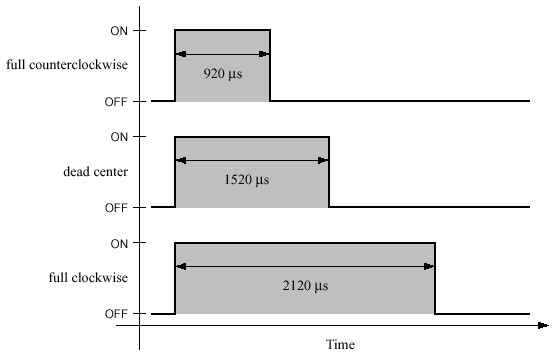 ON
full counterclockwise
920 µs
OFF
ON
dead center
1520 µs
OFF
ON
full clockwise
2120 µs
OFF
Time